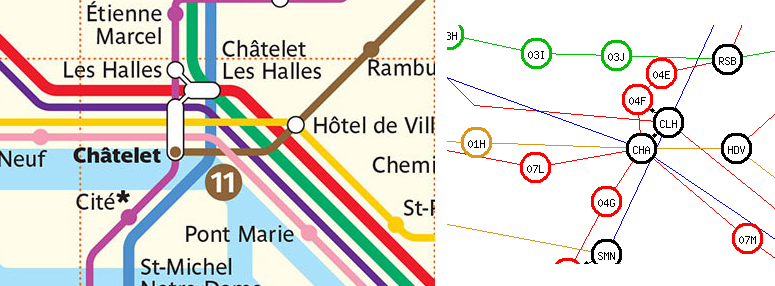 Étienne
Marcel
Châtelet
Les Halles
Les Halles
Rambu
Hôtel de Vill
Neuf
Châtelet
Chemi
11
Cité*
St-P
Pont Marie
St-Michel
Notre-Dame
3H
03I
03J
RSB
04E
04F
CLH
01H
CHA
HDV
07L
04G
07M
SMN